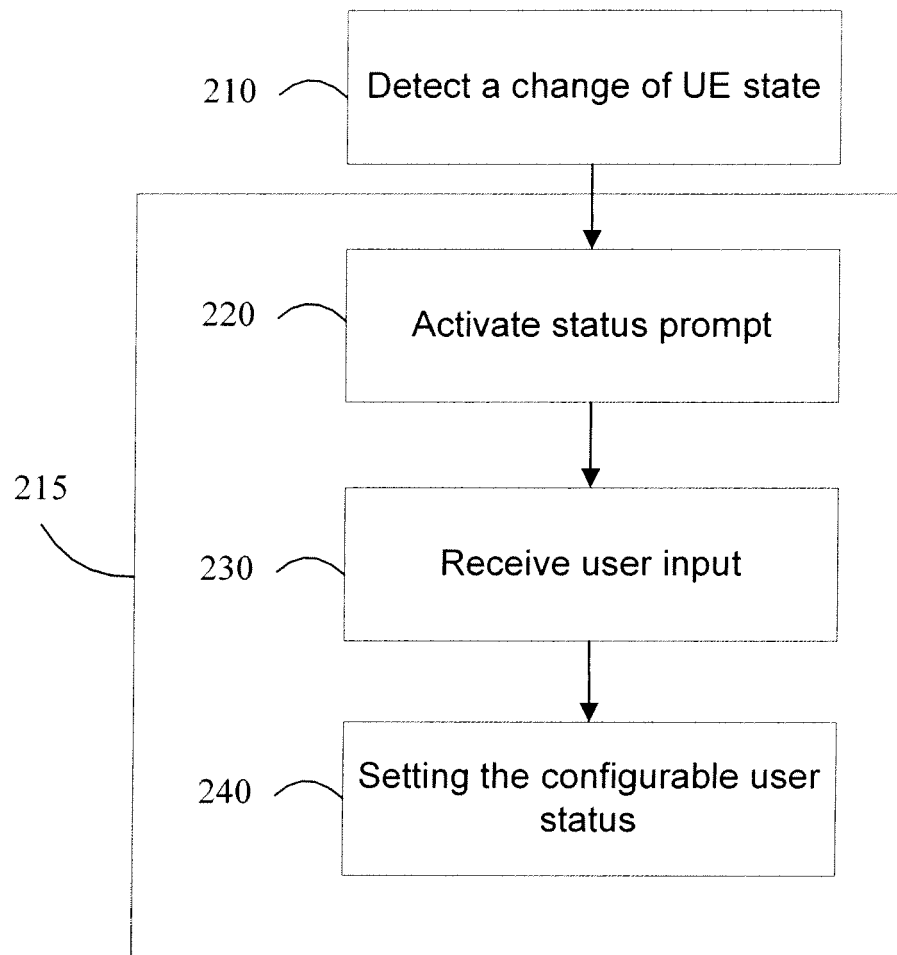 210
Detect a change of UE state
220
Activate status prompt
215
230
Receive user input
240
Setting the configurable user
status